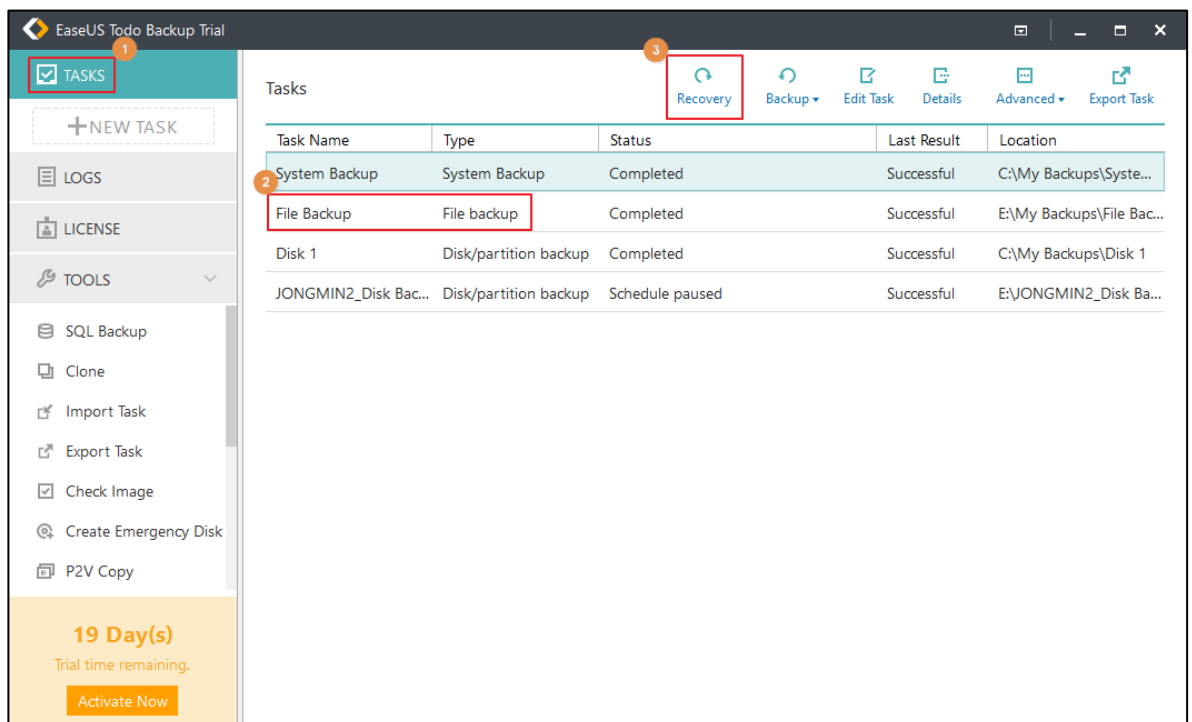 EaseUS Todo Backup Trial
1
TASKS
NEW TASK
LOGS
LICENSE
TOOLS
SQL Backup
Clone
Import Task
Export Task
Check Image
Create Emergency Disk
P2V Copy
19 Day(s)
Trial time remaining.
Activate Now
3
Tasks
Recovery Backup Edit Task Details Advanced Export Task
Task Name Type Status Last Result Location
System Backup System Backup Completed Successful C:\My Backups\Syste...
2
File Backup File backup Completed Successful E:\My Backups\File Bac...
Disk 1 Disk/partition backup Completed Successful C:\My Backups\Disk 1
JONGMIN2_Disk Bac... Disk/partition backup Schedule paused Successful E:\JONGMIN2_Disk Ba...